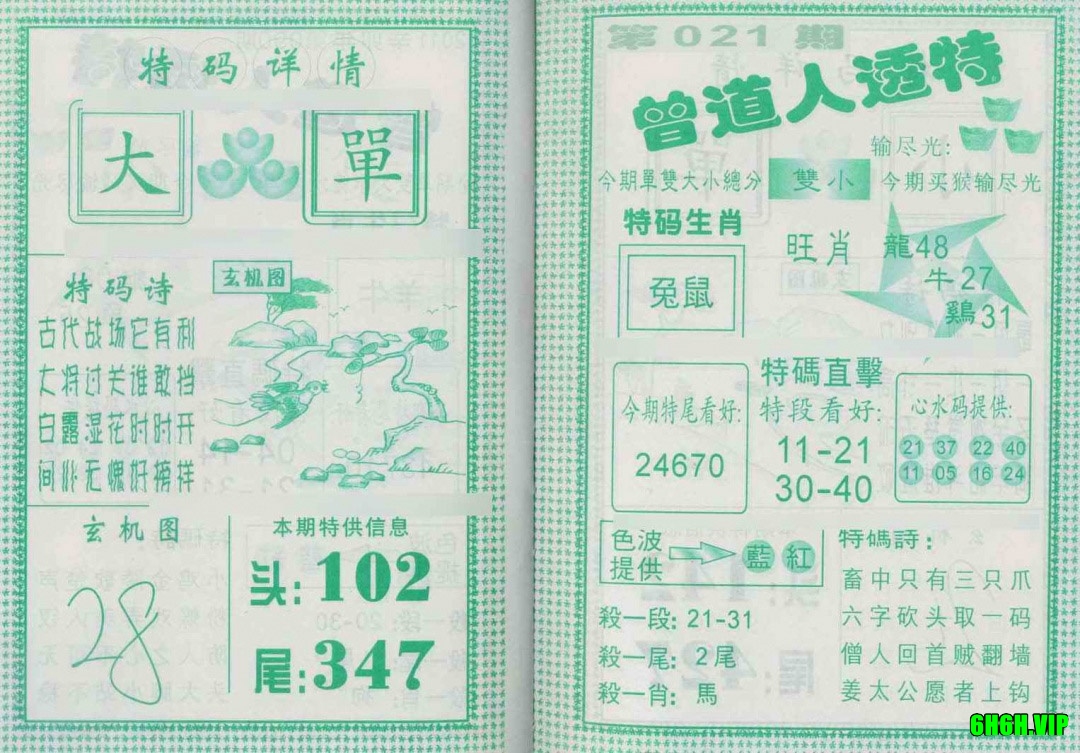 特码详情
大 單
特码诗
古代战场它有利
大将过关谁敢挡
白露湿花时时开
间外无愧好榜样
玄机图
玄机图
28
本期特供信息
头:102
尾:347
第021期
曾道人透特
输尽光:
今期單雙大小總分 雙小 今期买猴输尽光
特码生肖
兔鼠
旺肖 龍48
牛27
鷄31
今期特尾看好:
24670
特碼直擊
特段看好:
11-21
30-40
心水码提供:
21 37 22 40
11 05 16 24
色波
提供 藍 紅
殺一段: 21-31
殺一尾: 2尾
殺一肖: 馬
特碼詩:
畜中只有三只爪
六字砍头取一码
僧人回首贼翻墙
姜太公愿者上钩
6H6H.VIP